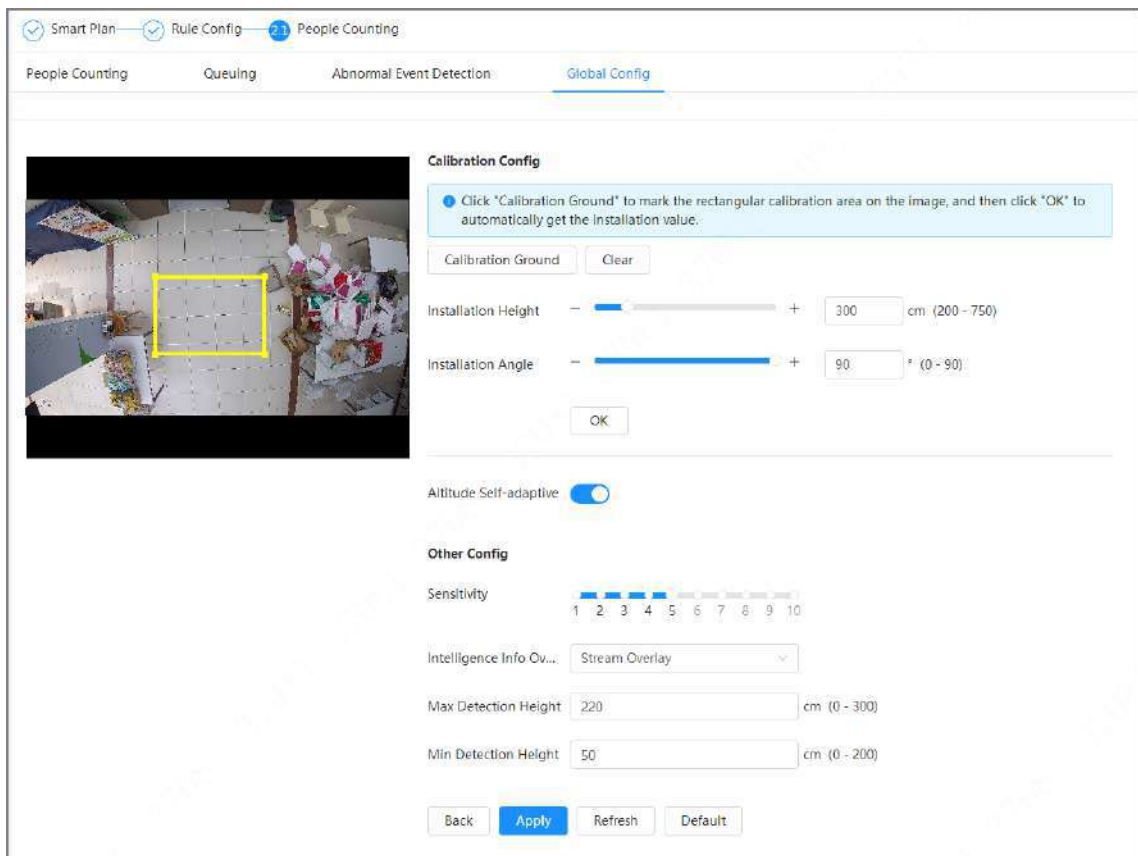 Smart Plan Rule Config 2.1 People Counting
People Counting Queuing Abnormal Event Detection Global Config
Calibration Config
Click "Calibration Ground" to mark the rectangular calibration area on the image, and then click "OK" to
automatically get the installation value.
Calibration Ground Clear
Installation Height − + 300 cm (200 - 750)
Installation Angle − + 90 ° (0 - 90)
OK
Altitude Self-adaptive
Other Config
Sensitivity
1 2 3 4 5 6 7 8 9 10
Intelligence Info Ov... Stream Overlay
Max Detection Height 220 cm (0 - 300)
Min Detection Height 50 cm (0 - 200)
Back Apply Refresh Default